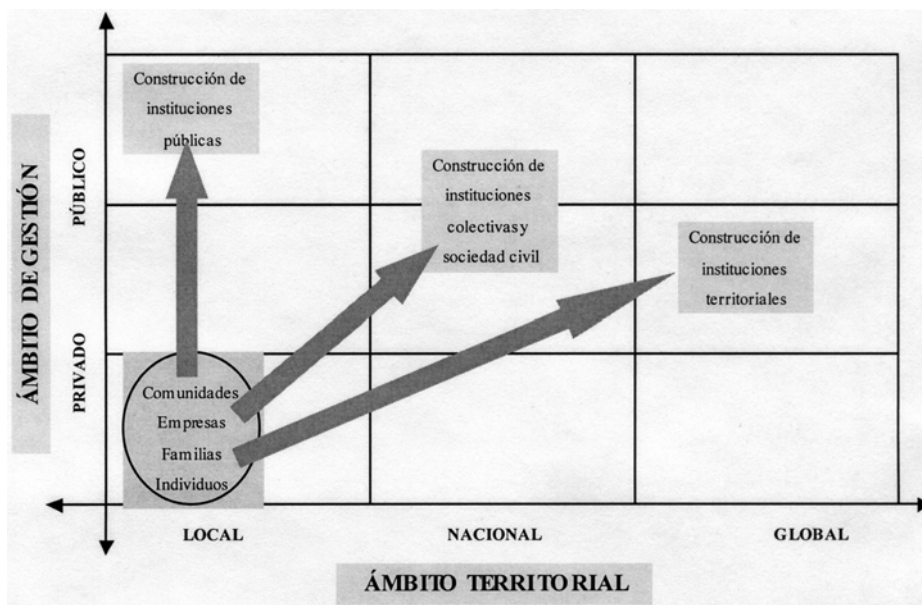 Construcción de
instituciones
públicas
Construcción de
instituciones
colectivas y
sociedad civil
Construcción de
instituciones
territoriales
Comunidades
Empresas
Familias
Individuos
ÁMBITO DE GESTIÓN
PÚBLICO
PRIVADO
LOCAL
NACIONAL
GLOBAL
ÁMBITO TERRITORIAL